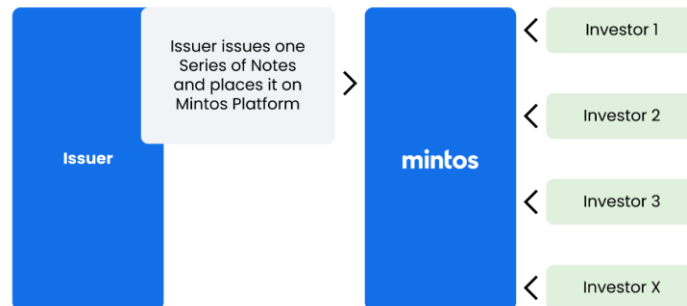 Issuer issues one
Series of Notes
and places it on
Mintos Platform
Issuer
mintos
Investor 1
Investor 2
Investor 3
Investor X